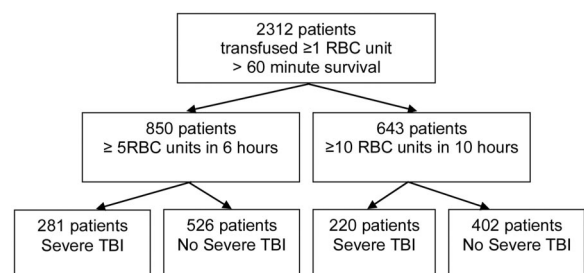 2312 patients
transfused ≥1 RBC unit
> 60 minute survival
850 patients
≥ 5RBC units in 6 hours
643 patients
≥10 RBC units in 10 hours
281 patients
Severe TBI
526 patients
No Severe TBI
220 patients
Severe TBI
402 patients
No Severe TBI